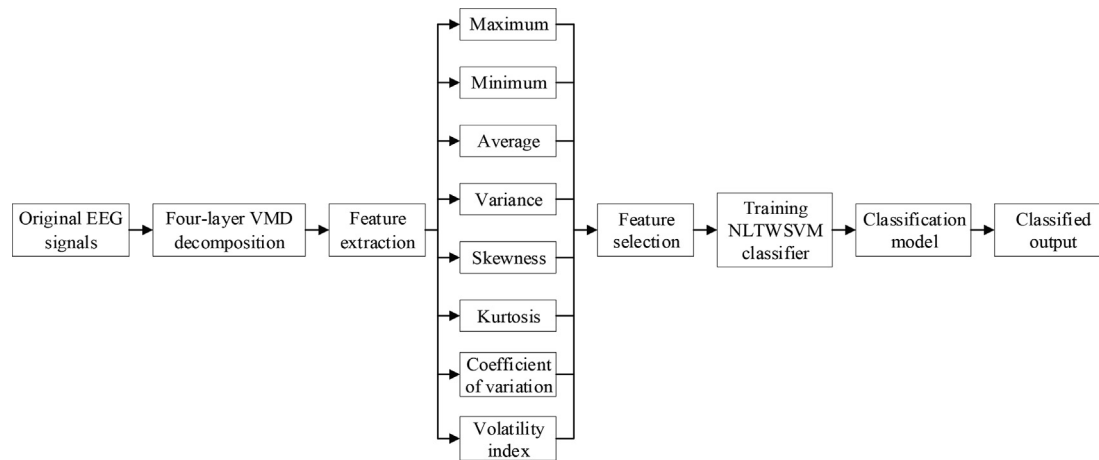 Original EEG
signals
Four-layer VMD
decomposition
Feature
extraction
Maximum
Minimum
Average
Variance
Skewness
Kurtosis
Coefficient
of variation
Volatility
index
Feature
selection
Training
NLTWSVM
classifier
Classification
model
Classified
output